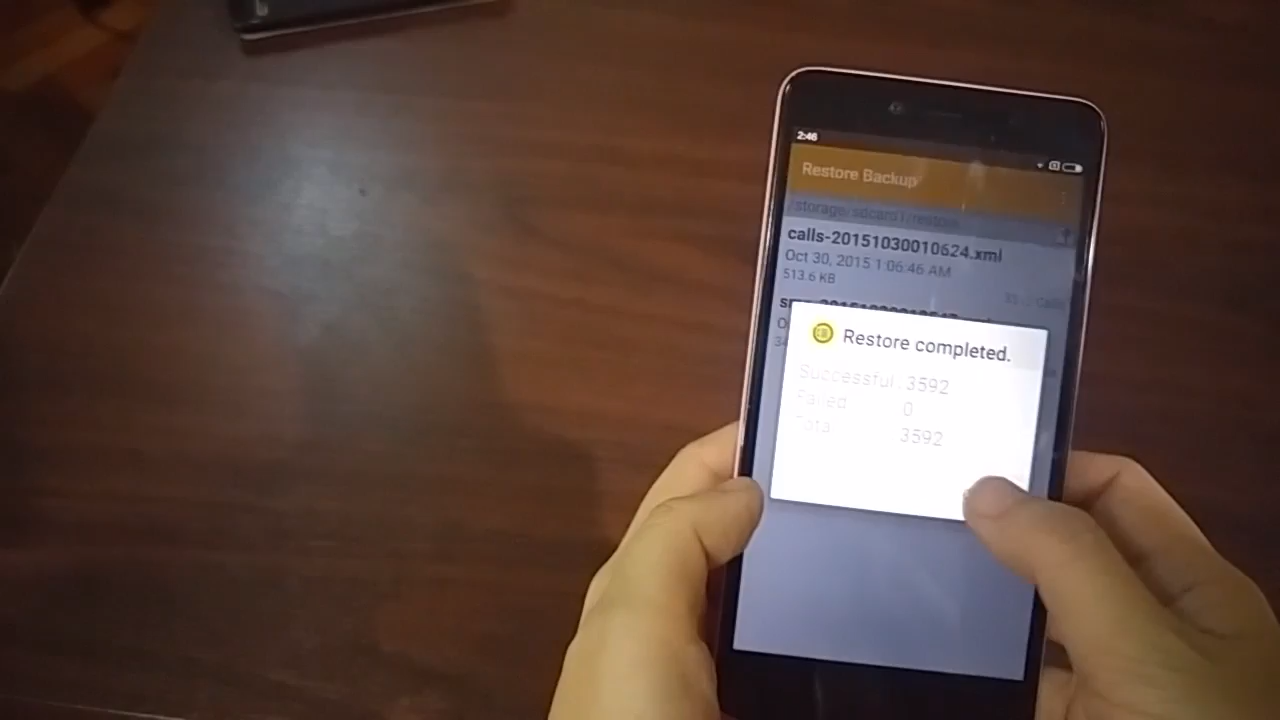 2:46
Restore Backup
/storage/sdcard1/restore
calls-20151030010624.xml
Oct 30, 2015 1:06:46 AM
513.6 KB
Calls
Restore completed.
Successful: 3592
Failed 0
Total 3592